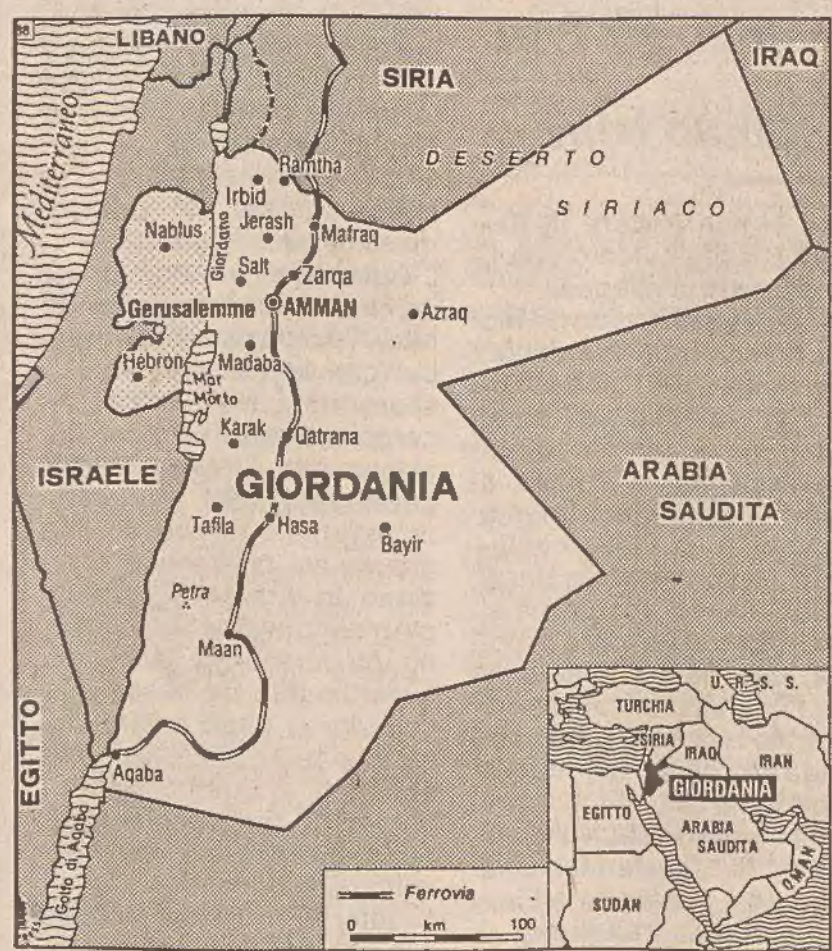 88
LIBANO
SIRIA
IRAQ
Mediterraneo
DESERTO
SIRIACO
Ramtha
Irbid
Jerash
Mafraq
Nablus
Giordano
Salt
Zarqa
Gerusalemme
AMMAN
Azraq
Hebron
Madaba
Mar
Morto
Karak
Qatrana
ISRAELE
GIORDANIA
ARABIA
SAUDITA
Tafila
Hasa
Bayir
Petra
Maan
EGITTO
Aqaba
Golfo di Aqaba
Ferrovia
0 km 100
U.R.S.S.
TURCHIA
SIRIA
IRAQ
IRAN
GIORDANIA
EGITTO
ARABIA
SAUDITA
OMAN
SUDAN